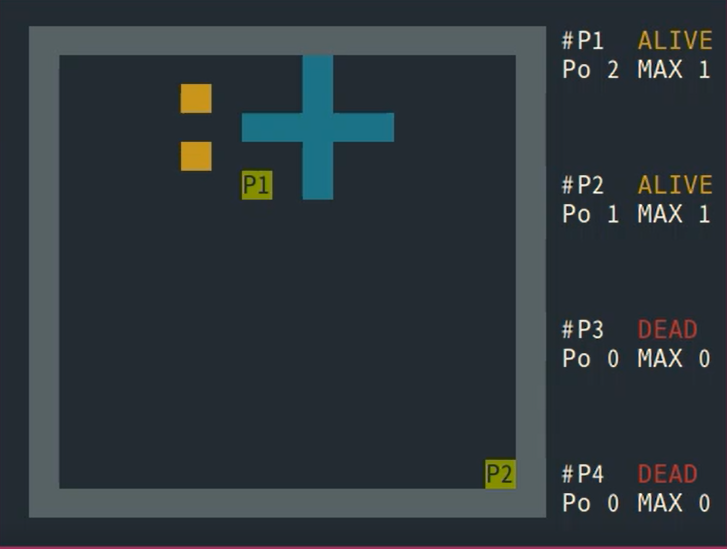 #P1 ALIVE
Po 2 MAX 1
P1
#P2 ALIVE
Po 1 MAX 1
#P3 DEAD
Po 0 MAX 0
P2
#P4 DEAD
Po 0 MAX 0